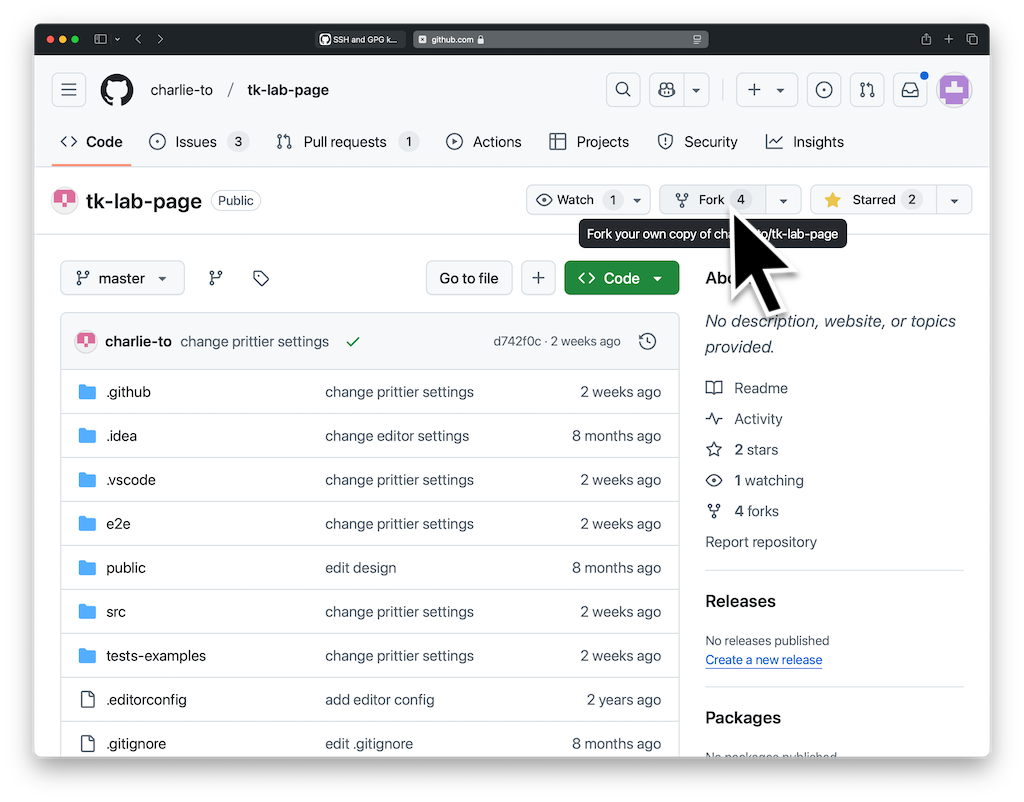 SSH and GPG k...
github.com
charlie-to / tk-lab-page
Code
Issues 3
Pull requests 1
Actions
Projects
Security
Insights
tk-lab-page Public
Watch 1
Fork 4
Starred 2
Fork your own copy of /tk-lab-page
master
Go to file
Code
charlie-to change prittier settings
d742f0c · 2 weeks ago
.github change prittier settings 2 weeks ago
.idea change editor settings 8 months ago
.vscode change prittier settings 2 weeks ago
e2e change prittier settings 2 weeks ago
public edit design 8 months ago
src change prittier settings 2 weeks ago
tests-examples change prittier settings 2 weeks ago
.editorconfig add editor config 2 years ago
.gitignore edit .gitignore 8 months ago
No description, website, or topics
provided.
Readme
Activity
2 stars
1 watching
4 forks
Report repository
Releases
No releases published
Create a new release
Packages
No packages published